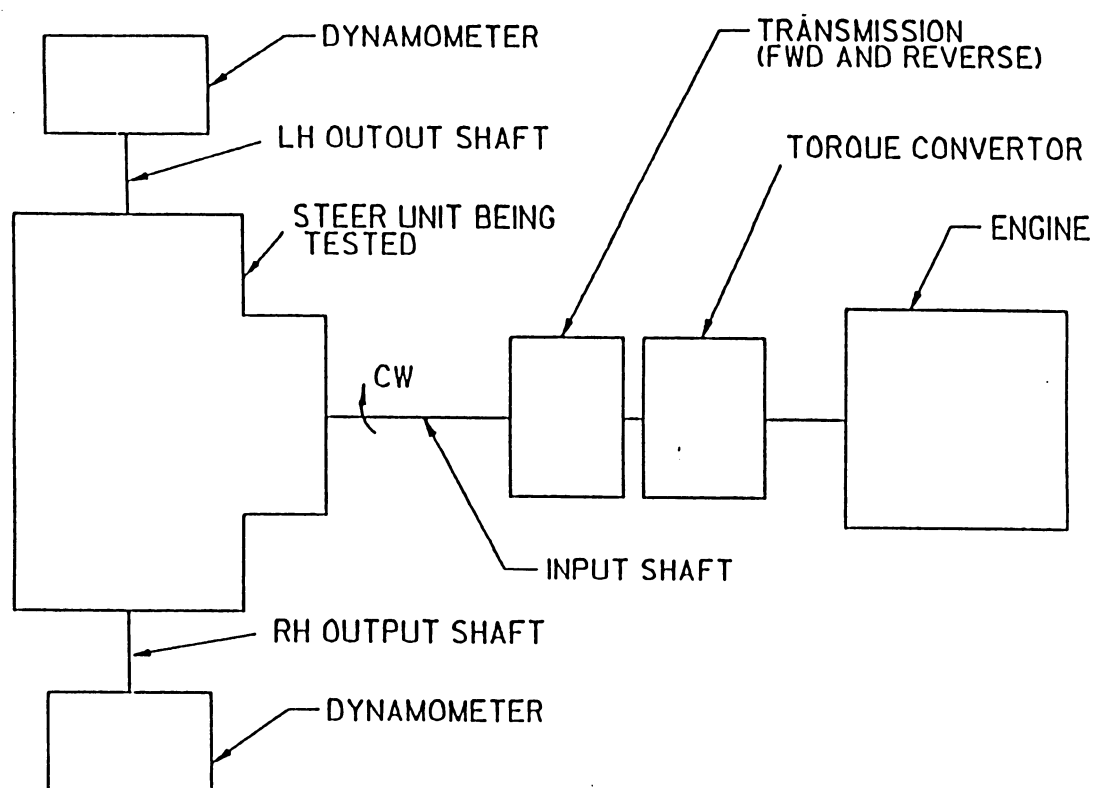 DYNAMOMETER
TRANSMISSION
(FWD AND REVERSE)
LH OUTOUT SHAFT
TORQUE CONVERTOR
STEER UNIT BEING
TESTED
ENGINE
CW
INPUT SHAFT
RH OUTPUT SHAFT
DYNAMOMETER